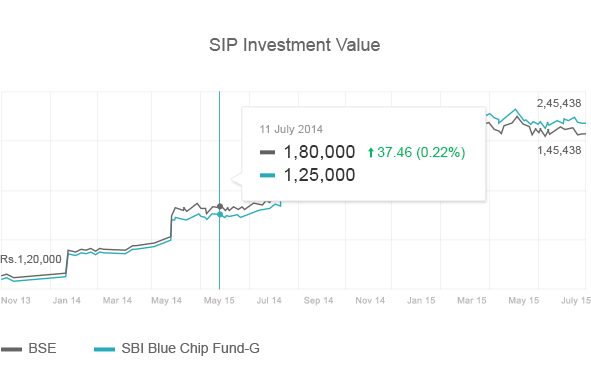 SIP Investment Value
2,45,438
11 July 2014
1,80,000 37.46 (0.22%)
1,25,000
1,45,438
Rs.1,20,000
Nov 13 Jan 14 Mar 14 May 14 May 15 Jul 14 Sep 14 Nov 14 Jan 15 Mar 15 May 15 July 15
BSE SBI Blue Chip Fund-G